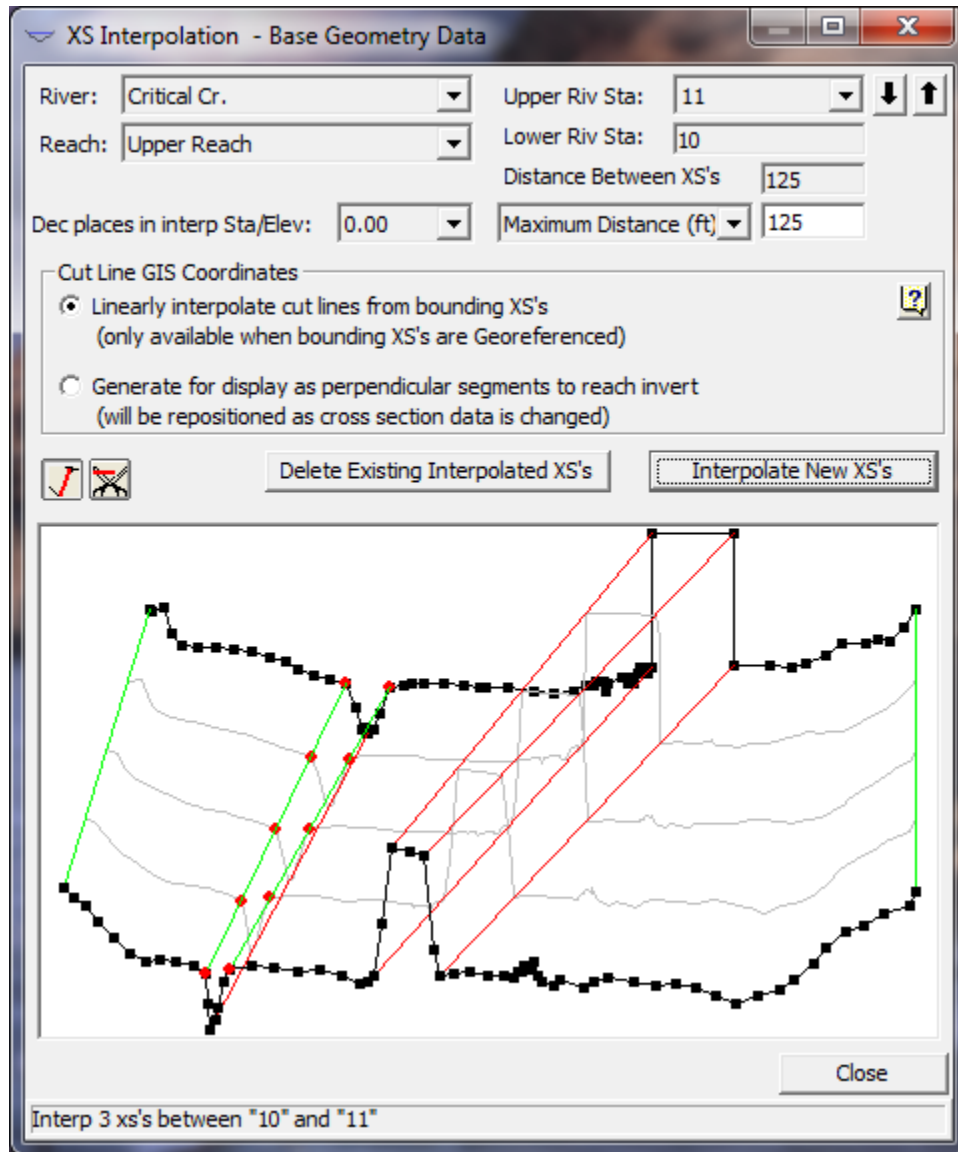 XS Interpolation - Base Geometry Data
River: Critical Cr. Upper Riv Sta: 11
Reach: Upper Reach Lower Riv Sta: 10
Distance Between XS's 125
Dec places in interp Sta/Elev: 0.00 Maximum Distance (ft) 125
Cut Line GIS Coordinates
Linearly interpolate cut lines from bounding XS's
(only available when bounding XS's are Georeferenced)
Generate for display as perpendicular segments to reach invert
(will be repositioned as cross section data is changed)
Delete Existing Interpolated XS's Interpolate New XS's
Close
Interp 3 xs's between "10" and "11"